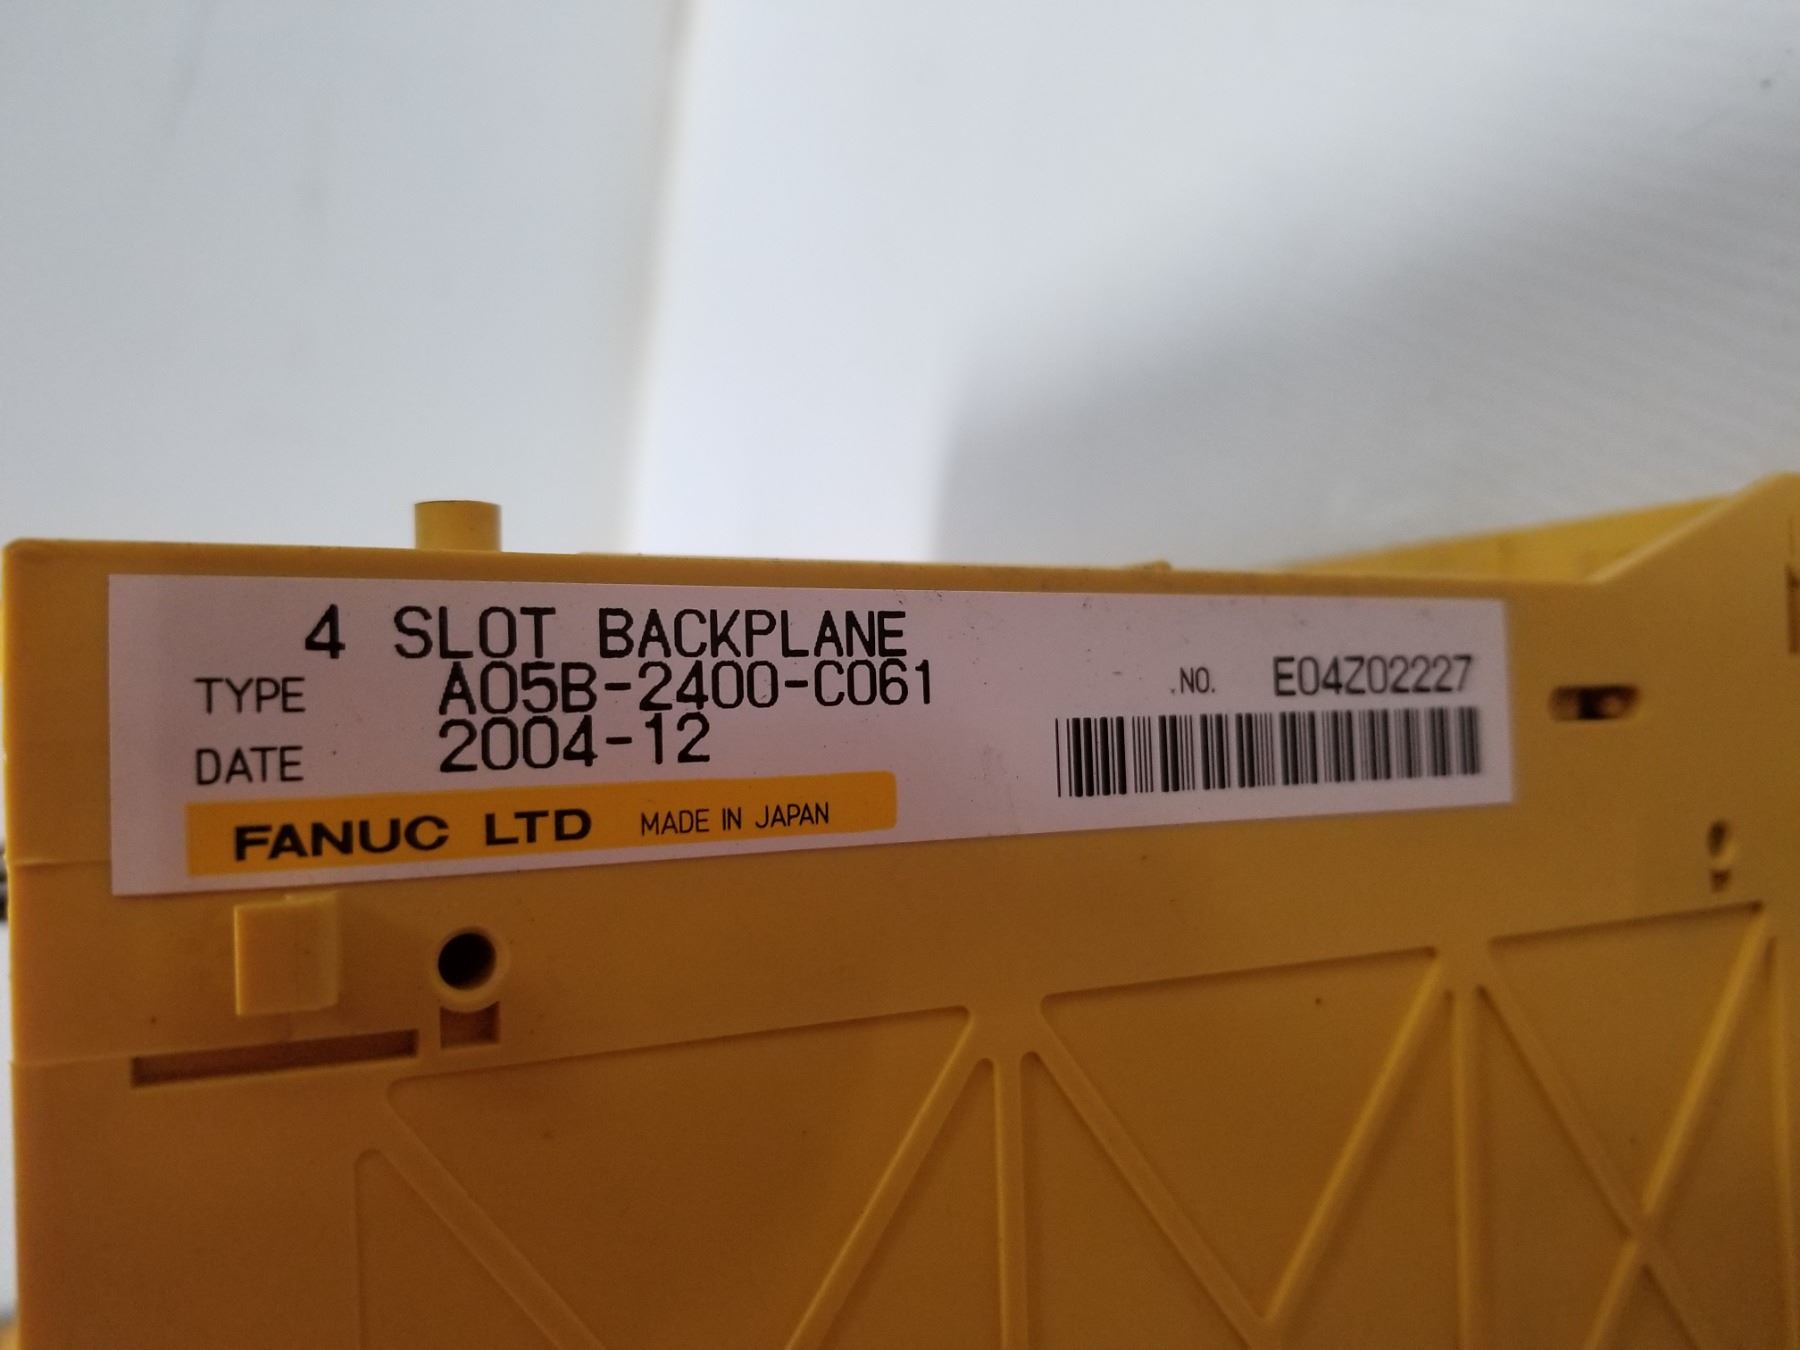 4 SLOT BACKPLANE
TYPE A05B-2400-C061
DATE 2004-12
FANUC LTD MADE IN JAPAN
.NO. E04Z02227